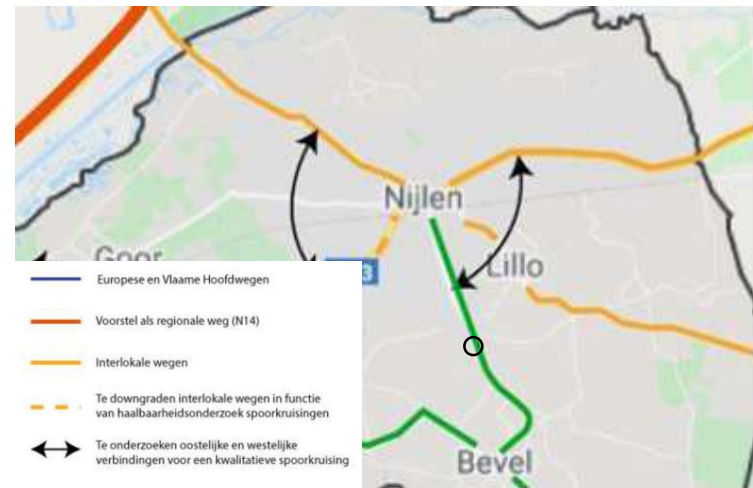 Nijlen
Goor
3
Lillo
Europese en Vlaame Hoofdwegen
Voorstel als regionale weg (N14)
Interlokale wegen
Te downgraden interlokale wegen in functie
van haalbaarheidsonderzoek spoorkruisingen
Te onderzoeken oostelijke en westelijke
verbindingen voor een kwalitatieve spoorkruising
Bevel